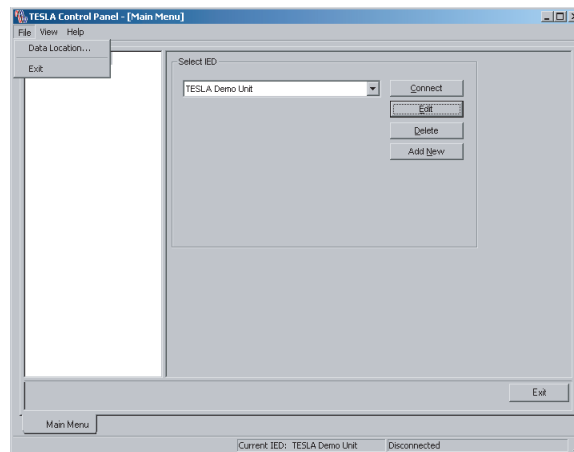 TESLA Control Panel - [Main Menu]
File View Help
Data Location...
Exit
Select IED
TESLA Demo Unit
Connect
Edit
Delete
Add New
Exit
Main Menu
Current IED: TESLA Demo Unit Disconnected